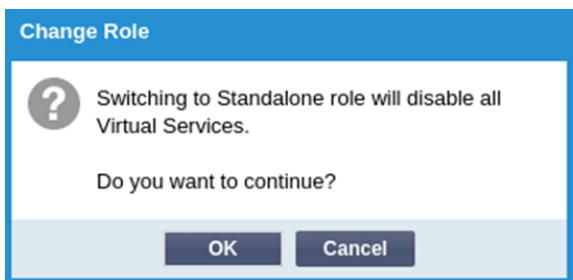 Change Role
?
Switching to Standalone role will disable all
Virtual Services.
Do you want to continue?
OK
Cancel